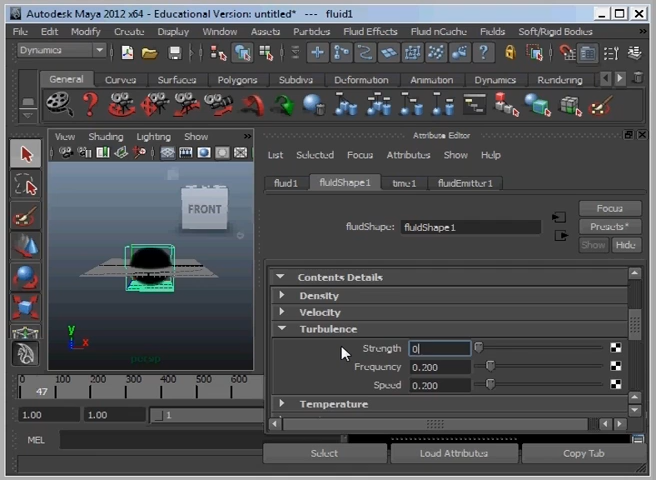 Autodesk Maya 2012 x64 - Educational Version: untitled* --- fluid1
File Edit Modify Create Display Window Assets Particles Fluid Effects Fluid nCache Fields Soft/Rigid Bodies
Dynamics
General Curves Surfaces Polygons Subdivs Deformation Animation Dynamics Rendering
View Shading Lighting Show
FRONT
persp
y
x
Attribute Editor
List Selected Focus Attributes Show Help
fluid1 fluidShape1 time1 fluidEmitter1
fluidShape: fluidShape1
Focus
Presets*
Show Hide
Contents Details
Density
Velocity
Turbulence
Strength 0
Frequency 0.200
Speed 0.200
Temperature
0 100 200 300 400 500 600
47
1.00 1.00 1
MEL
Select Load Attributes Copy Tab